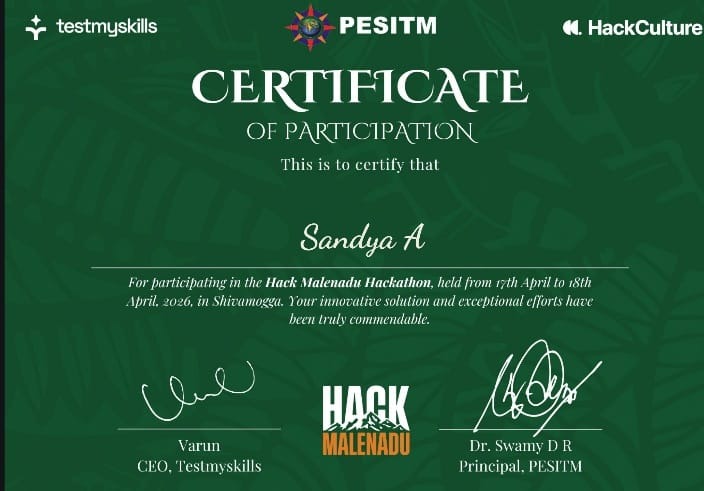 testmyskills
PESITM
HackCulture
CERTIFICATE
OF PARTICIPATION
This is to certify that
Sandya A
For participating in the Hack Malenadu Hackathon, held from 17th April to 18th
April, 2026, in Shivamogga. Your innovative solution and exceptional efforts have
been truly commendable.
HACK
MALENADU
Varun
CEO, Testmyskills
Dr. Swamy D R
Principal, PESITM